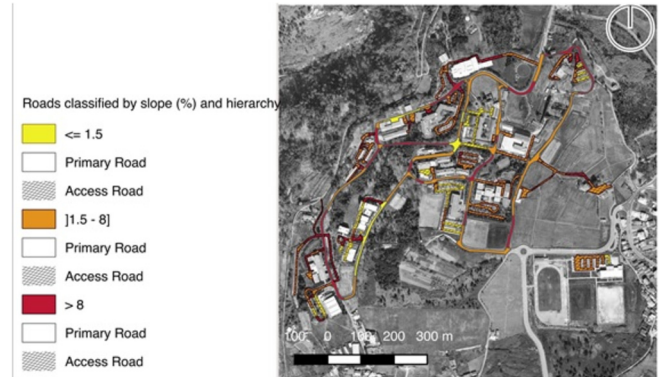 Roads classified by slope (%) and hierarchy
<= 1.5
Primary Road
Access Road
]1.5 - 8]
Primary Road
Access Road
> 8
Primary Road
Access Road
100 0 100 200 300 m